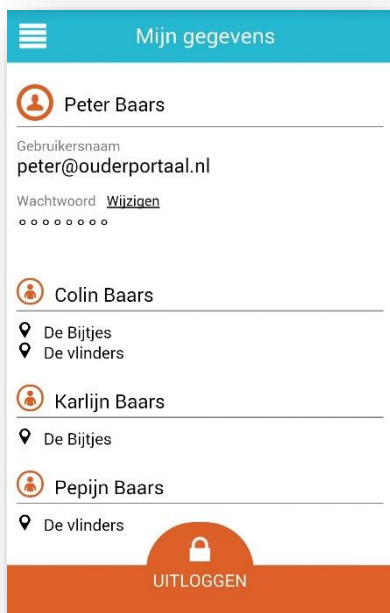 Mijn gegevens
Peter Baars
Gebruikersnaam
peter@ouderportaal.nl
Wachtwoord Wijzigen
Colin Baars
De Bijtjes
De vlinders
Karlijn Baars
De Bijtjes
Pepijn Baars
De vlinders
UITLOGGEN